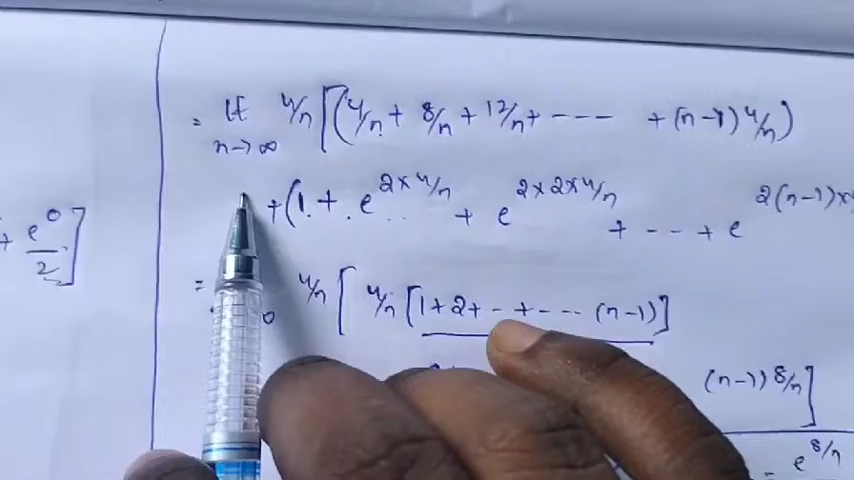 = lt 4/n [(4/n + 8/n + 12/n + ---- + (n-1) 4/n)
n→∞
+ (1 + e^{2×4/n} + e^{2×2×4/n} + --- + e^{2(n-1)×4
+ e^0/2 ]
= 4/n [ 4/n [1+2+--+---- (n-1)]
(n-1) 8/n ]
= e^{8/n}